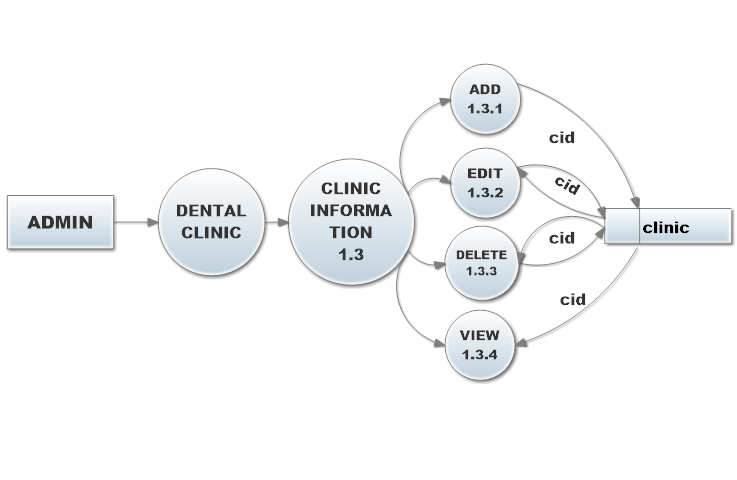 ADMIN
DENTAL
CLINIC
CLINIC
INFORMA
TION
1.3
ADD
1.3.1
EDIT
1.3.2
DELETE
1.3.3
VIEW
1.3.4
cid
cid
cid
cid
clinic